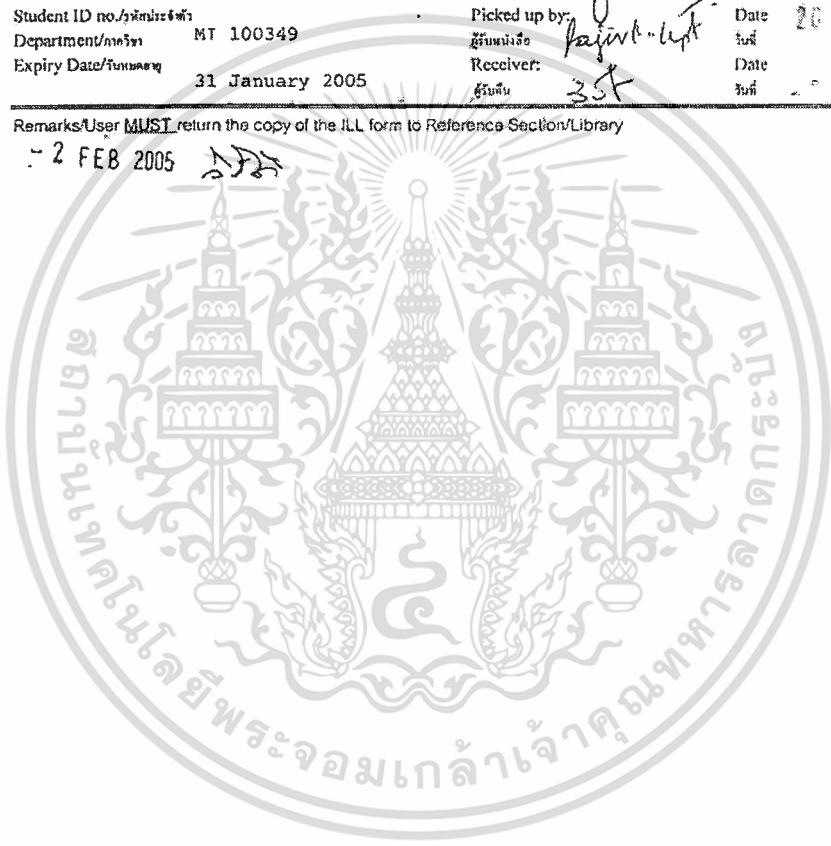 Student ID no./รหัสประจำตัว
Picked up by:
Date 20
Department/ภาควิชา MT 100349
ผู้รับหนังสือ
วันที่
Expiry Date/วันหมดอายุ 31 January 2005
Receiver:
Date
ผู้รับคืน
วันที่
Remarks/User MUST return the copy of the ILL form to Reference Section/Library
- 2 FEB 2005
สถาบันเทคโนโลยีพระจอมเกล้าเจ้าคุณทหารลาดกระบัง